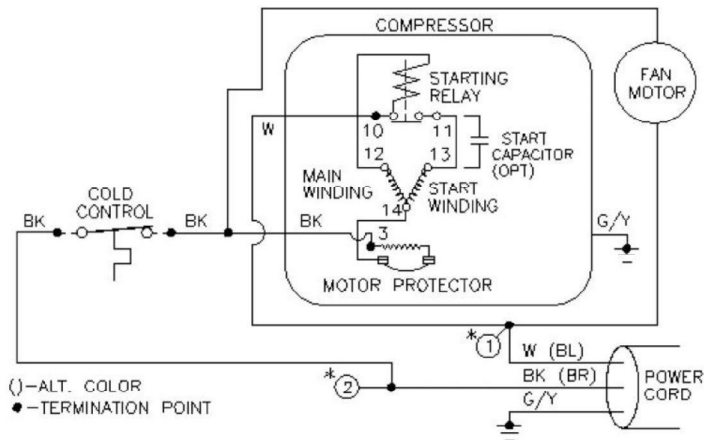 COMPRESSOR
FAN
MOTOR
STARTING
RELAY
W
10
11
START
CAPACITOR
(OPT)
12
13
MAIN
WINDING
START
WINDING
14
COLD
CONTROL
BK
BK
BK
3
G/Y
MOTOR PROTECTOR
*1
W (BL)
*2
BK (BR)
POWER
CORD
G/Y
()-ALT. COLOR
●-TERMINATION POINT